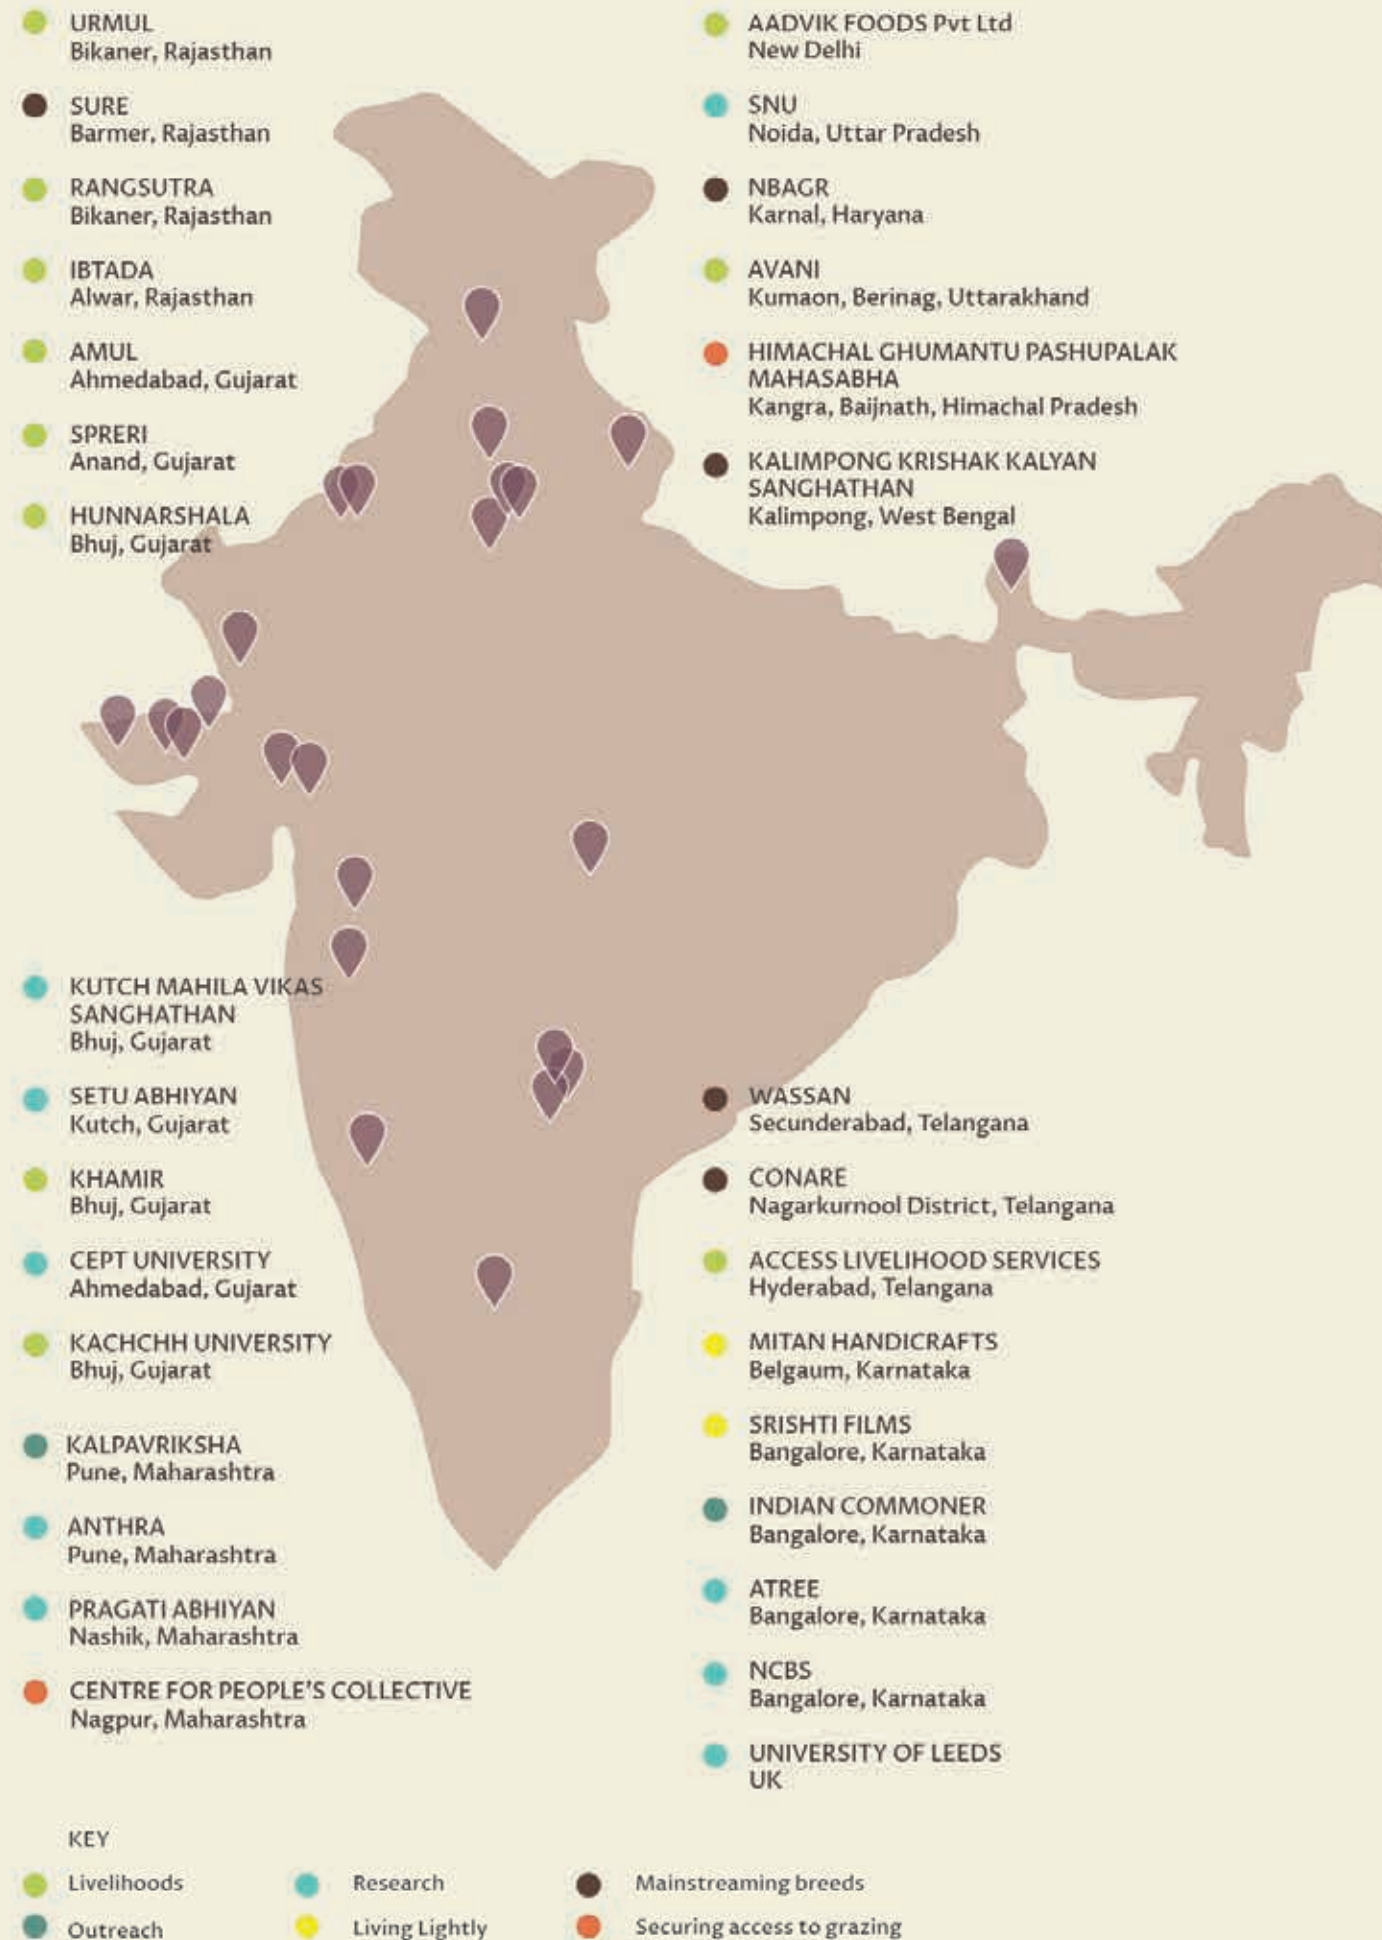 URMUL
Bikaner, Rajasthan
SURE
Barmer, Rajasthan
RANGSUTRA
Bikaner, Rajasthan
IBTADA
Alwar, Rajasthan
AMUL
Ahmedabad, Gujarat
SPRERI
Anand, Gujarat
HUNNARSHALA
Bhuj, Gujarat
KUTCH MAHILA VIKAS
SANGHATHAN
Bhuj, Gujarat
SETU ABHIYAN
Kutch, Gujarat
KHAMIR
Bhuj, Gujarat
CEPT UNIVERSITY
Ahmedabad, Gujarat
KACHCHH UNIVERSITY
Bhuj, Gujarat
KALPAVRIKSHA
Pune, Maharashtra
ANTHRA
Pune, Maharashtra
PRAGATI ABHIYAN
Nashik, Maharashtra
CENTRE FOR PEOPLE'S COLLECTIVE
Nagpur, Maharashtra
AADVIK FOODS Pvt Ltd
New Delhi
SNU
Noida, Uttar Pradesh
NBAGR
Karnal, Haryana
AVANI
Kumaon, Berinag, Uttarakhand
HIMACHAL GHUMANTU PASHUPALAK
MAHASABHA
Kangra, Baijnath, Himachal Pradesh
KALIMPONG KRISHAK KALYAN
SANGHATHAN
Kalimpong, West Bengal
WASSAN
Secunderabad, Telangana
CONARE
Nagarkurnool District, Telangana
ACCESS LIVELIHOOD SERVICES
Hyderabad, Telangana
MITAN HANDICRAFTS
Belgaum, Karnataka
SRISHTI FILMS
Bangalore, Karnataka
INDIAN COMMONER
Bangalore, Karnataka
ATREE
Bangalore, Karnataka
NCBS
Bangalore, Karnataka
UNIVERSITY OF LEEDS
UK
KEY
Livelihoods
Research
Mainstreaming breeds
Outreach
Living Lightly
Securing access to grazing